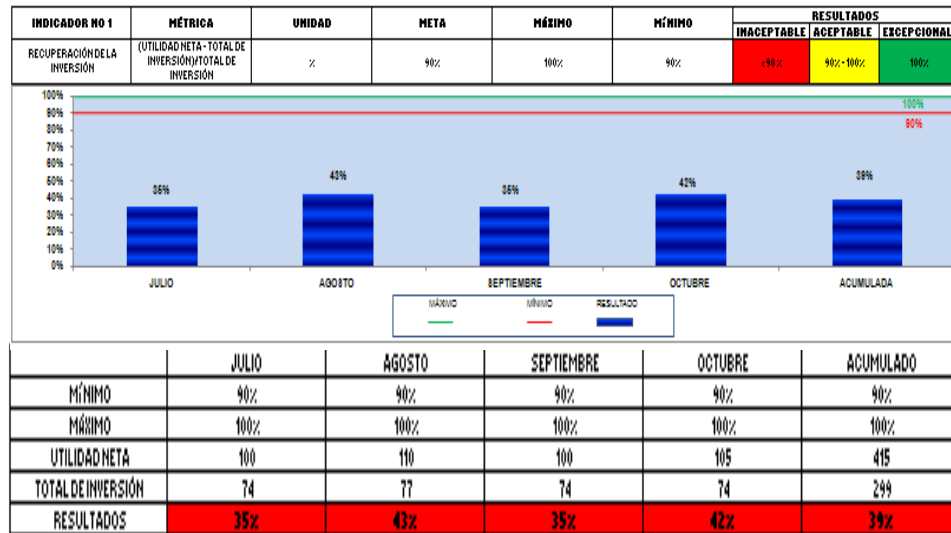 INDICADOR NO 1 MÉTRICA UNIDAD META MÁXIMO MÍNIMO RESULTADOS
INACEPTABLE ACEPTABLE EXCEPCIONAL
RECUPERACIÓN DE LA INVERSIÓN (UTILIDAD NETA - TOTAL DE INVERSIÓN)/TOTAL DE INVERSIÓN % 90% 100% 90% <90% 90%-100% 100%
100%
90%
80%
70%
60%
50%
40%
30%
20%
10%
0%
100%
90%
35% 43% 35% 42% 39%
JULIO AGOSTO SEPTIEMBRE OCTUBRE ACUMULADA
MÁXIMO MÍNIMO RESULTADO
JULIO AGOSTO SEPTIEMBRE OCTUBRE ACUMULADO
MÍNIMO 90% 90% 90% 90% 90%
MÁXIMO 100% 100% 100% 100% 100%
UTILIDAD NETA 100 110 100 105 415
TOTAL DE INVERSIÓN 74 77 74 74 299
RESULTADOS 35% 43% 35% 42% 39%